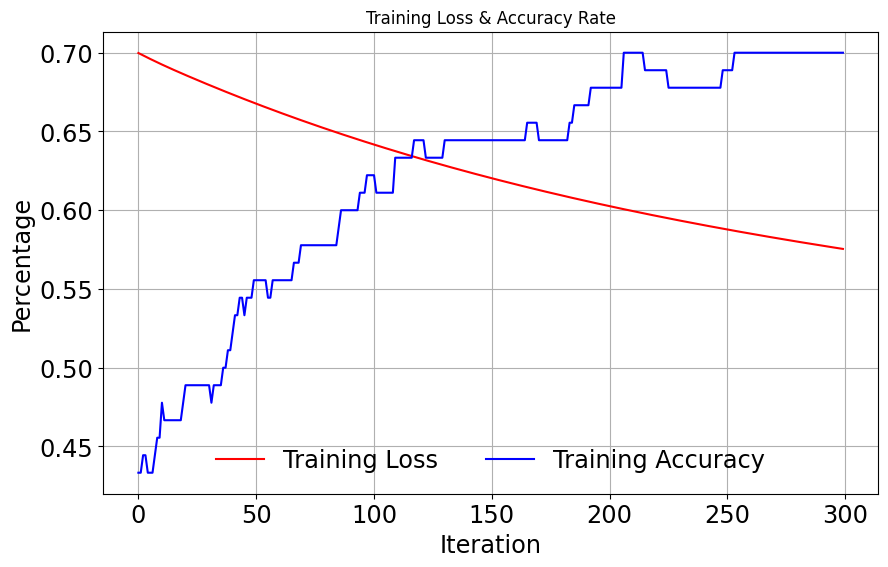 Training Loss & Accuracy Rate
Percentage
0.70
0.65
0.60
0.55
0.50
0.45
Training Loss
Training Accuracy
0 50 100 150 200 250 300
Iteration